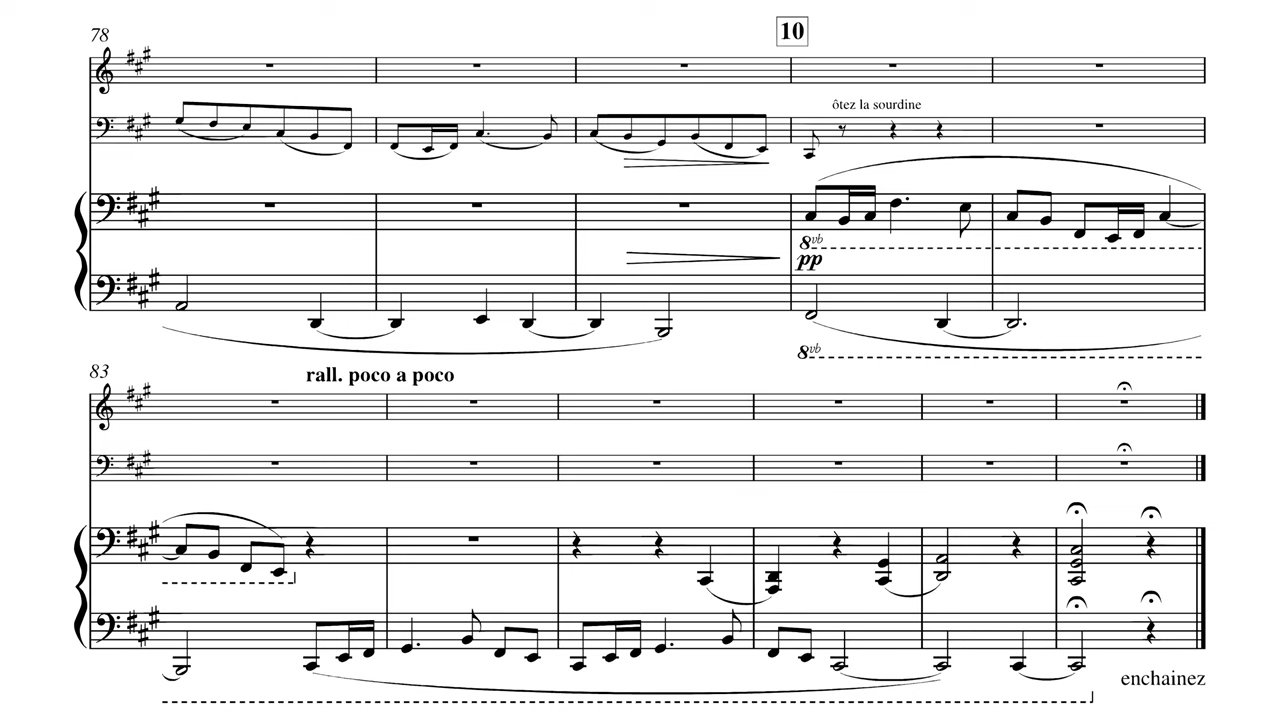 78
10
ôtez la sourdine
8vb
pp
8vb
83
rall. poco a poco
enchainez